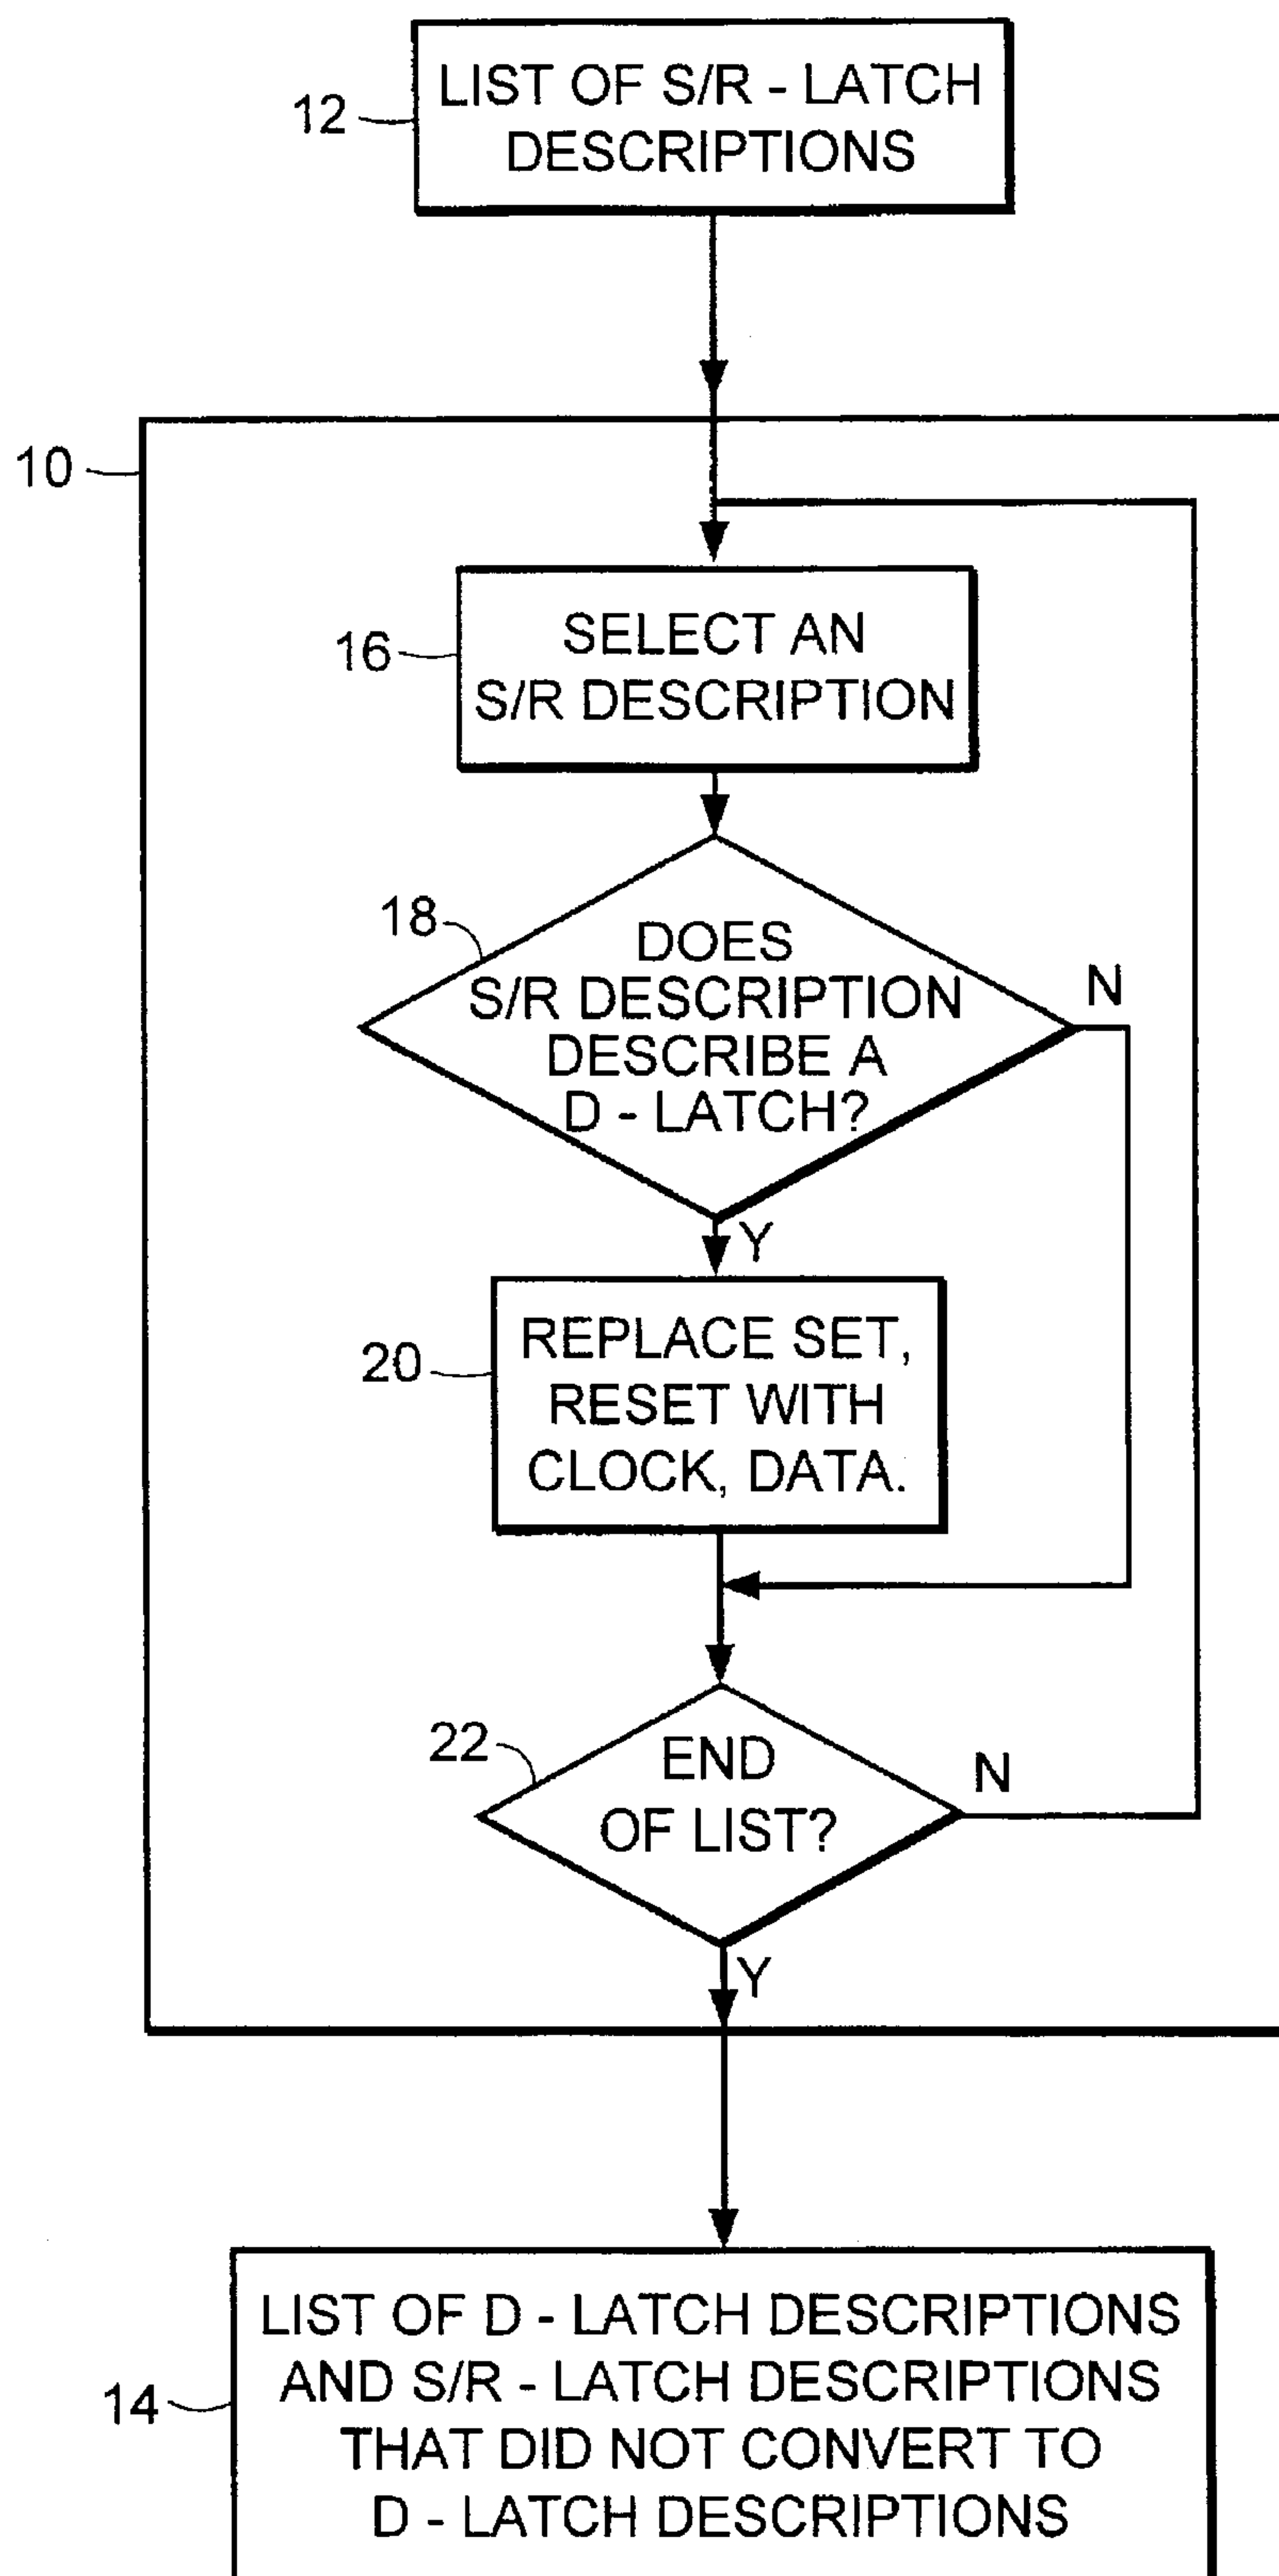 LIST OF S/R - LATCH
DESCRIPTIONS
12
10
SELECT AN
S/R DESCRIPTION
16
18
DOES
S/R DESCRIPTION
DESCRIBE A
D - LATCH?
N
Y
REPLACE SET,
RESET WITH
CLOCK, DATA.
20
22
END
OF LIST?
N
Y
LIST OF D - LATCH DESCRIPTIONS
AND S/R - LATCH DESCRIPTIONS
THAT DID NOT CONVERT TO
D - LATCH DESCRIPTIONS
14